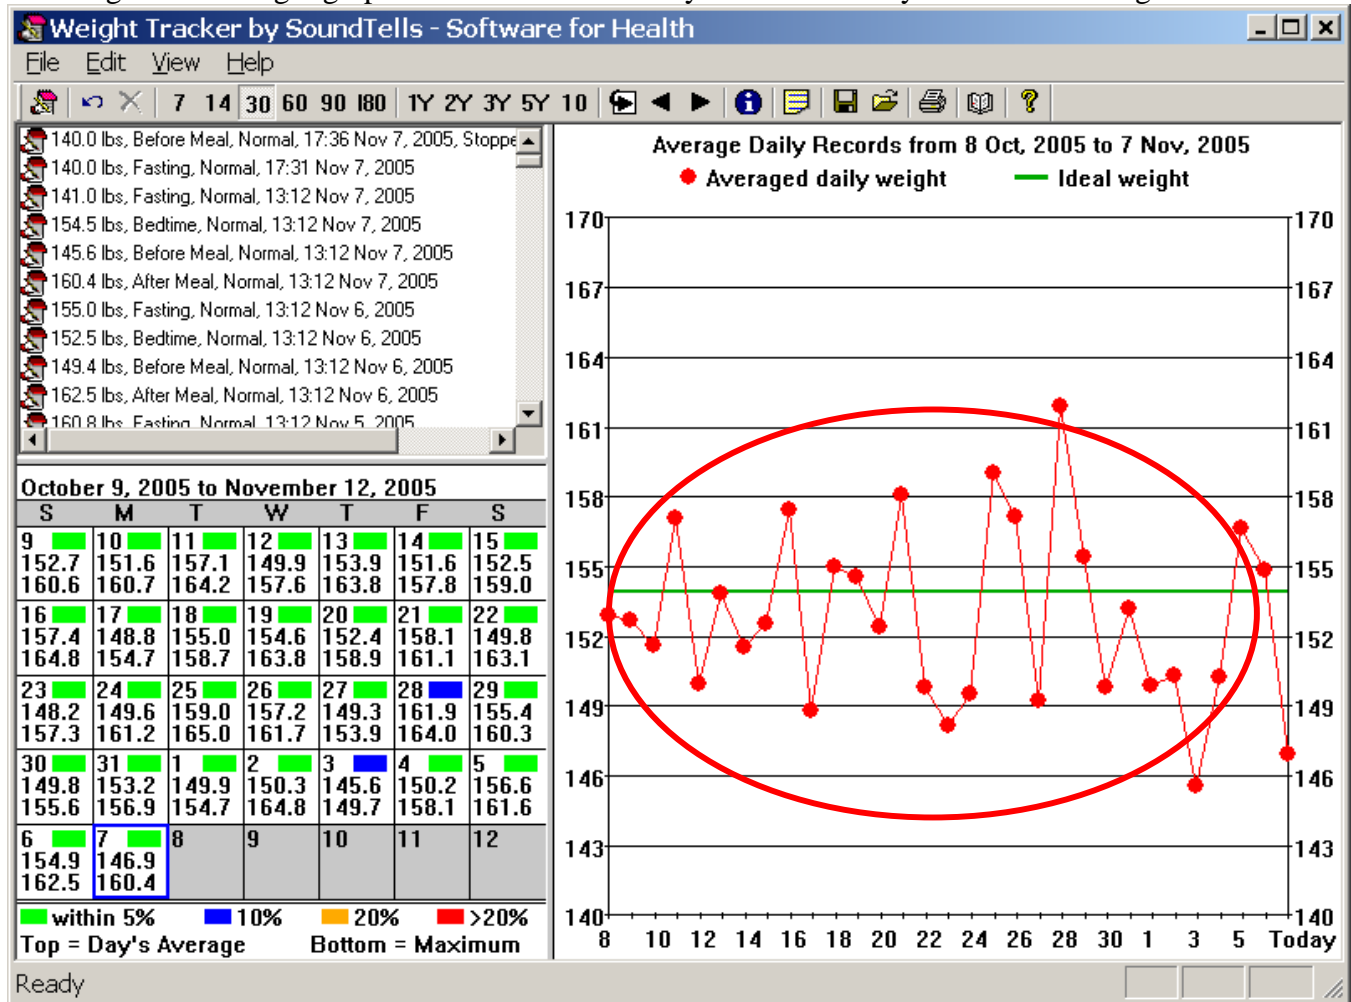 Weight Tracker by SoundTells - Software for Health
File Edit View Help
7 14 30 60 90 180 1Y 2Y 3Y 5Y 10
140.0 lbs, Before Meal, Normal, 17:36 Nov 7, 2005, Stoppe
140.0 lbs, Fasting, Normal, 17:31 Nov 7, 2005
141.0 lbs, Fasting, Normal, 13:12 Nov 7, 2005
154.5 lbs, Bedtime, Normal, 13:12 Nov 7, 2005
145.6 lbs, Before Meal, Normal, 13:12 Nov 7, 2005
160.4 lbs, After Meal, Normal, 13:12 Nov 7, 2005
155.0 lbs, Fasting, Normal, 13:12 Nov 6, 2005
152.5 lbs, Bedtime, Normal, 13:12 Nov 6, 2005
149.4 lbs, Before Meal, Normal, 13:12 Nov 6, 2005
162.5 lbs, After Meal, Normal, 13:12 Nov 6, 2005
160.8 lbs, Fasting, Normal, 13:12 Nov 5, 2005
October 9, 2005 to November 12, 2005
S M T W T F S
9 10 11 12 13 14 15
152.7 151.6 157.1 149.9 153.9 151.6 152.5
160.6 160.7 164.2 157.6 163.8 157.8 159.0
16 17 18 19 20 21 22
157.4 148.8 155.0 154.6 152.4 158.1 149.8
164.8 154.7 158.7 163.8 158.9 161.1 163.1
23 24 25 26 27 28 29
148.2 149.6 159.0 157.2 149.3 161.9 155.4
157.3 161.2 165.0 161.7 153.9 164.0 160.3
30 31 1 2 3 4 5
149.8 153.2 149.9 150.3 145.6 150.2 156.6
155.6 156.9 154.7 164.8 149.7 158.1 161.6
6 7 8 9 10 11 12
154.9 146.9
162.5 160.4
within 5% 10% 20% >20%
Top = Day's Average Bottom = Maximum
Average Daily Records from 8 Oct, 2005 to 7 Nov, 2005
Averaged daily weight Ideal weight
170 170
167 167
164 164
161 161
158 158
155 155
152 152
149 149
146 146
143 143
140 140
8 10 12 14 16 18 20 22 24 26 28 30 1 3 5 Today
Ready